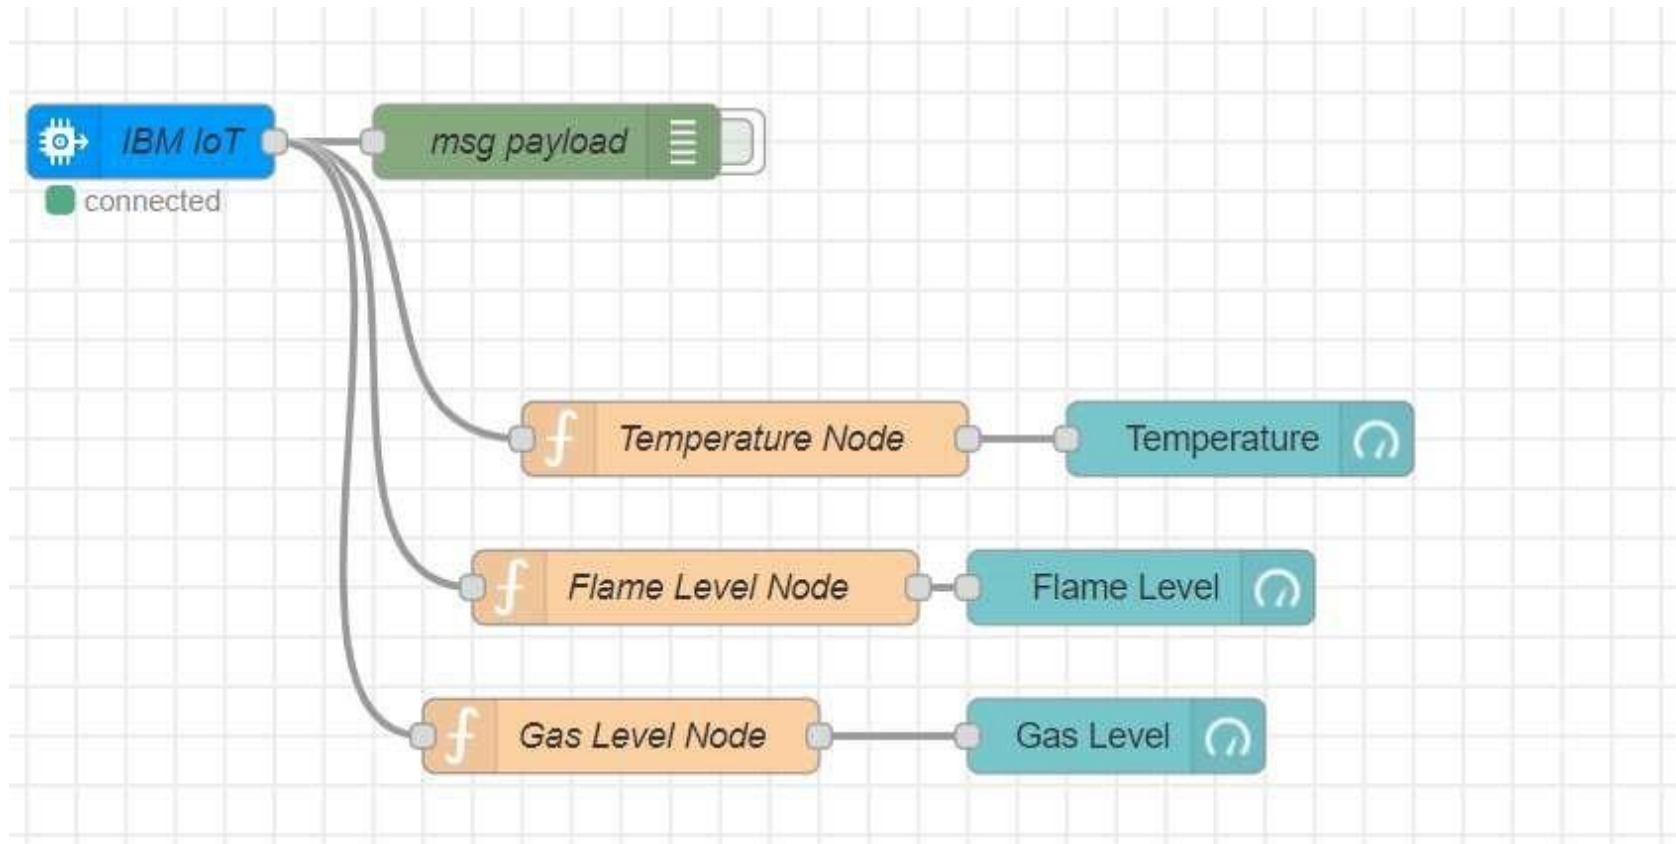 IBM IoT
msg payload
connected
Temperature Node
Temperature
Flame Level Node
Flame Level
Gas Level Node
Gas Level